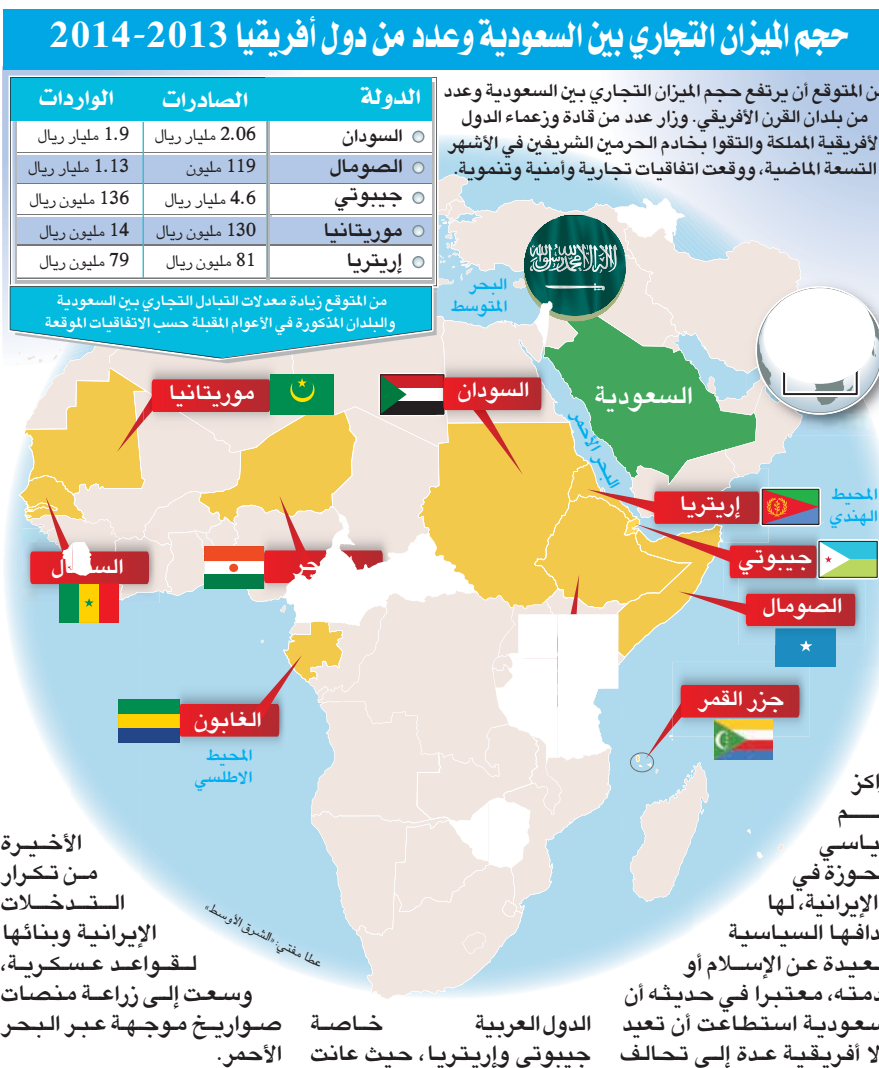 حجم الميزان التجاري بين السعودية وعدد من دول أفريقيا 2013-2014
المتوقع أن يرتفع حجم الميزان التجاري بين السعودية وعدد
من بلدان القرن الأفريقي. وزار عدد من قادة وزعماء الدول
الأفريقية المملكة والتقوا بخادم الحرمين الشريفين في الأشهر
التسعة الماضية، ووقعت اتفاقيات تجارية وأمنية وتنموية.
الدولة الصادرات الواردات
السودان 2.06 مليار ريال 1.9 مليار ريال
الصومال 119 مليون 1.13 مليار ريال
جيبوتي 4.6 مليار ريال 136 مليون ريال
موريتانيا 130 مليون ريال 14 مليون ريال
إريتريا 81 مليون ريال 79 مليون ريال
من المتوقع زيادة معدلات التبادل التجاري بين السعودية
والبلدان المذكورة في الأعوام المقبلة حسب الاتفاقيات الموقعة
لا إله إلا الله محمد رسول الله
البحر
المتوسط
السعودية
البحر الأحمر
السودان
موريتانيا
إريتريا
المحيط
الهندي
جيبوتي
الصومال
جزر القمر
الغابون
المحيط
الاطلسي
عطا مفتي: «الشرق الأوسط»
في
الإيرانية، لها
السياسية
عن الإسلام أو
معتبرا في حديثه أن
استطاعت أن تعيد
أفريقية عدة إلى تحالف
الدول العربية خاصة
جيبوتي وإريتريا، حيث عانت
الأخيرة
من تكرار
التدخلات
الإيرانية وبنائها
لقواعد عسكرية،
وسعت إلى زراعة منصات
صواريخ موجهة عبر البحر
الأحمر.